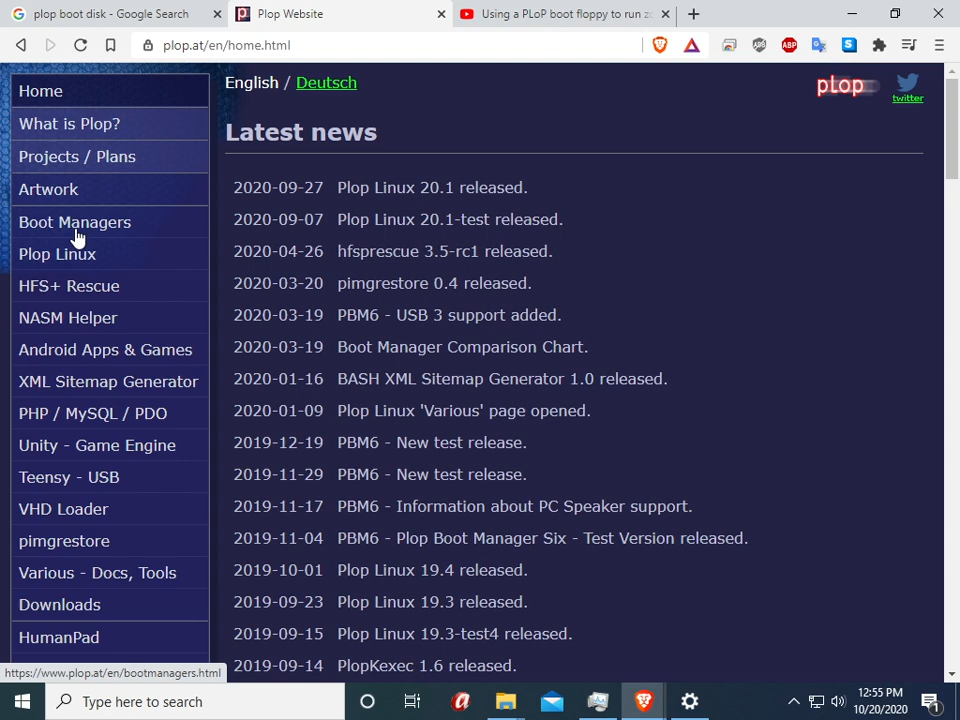 plop boot disk - Google Search
Plop Website
Using a PLoP boot floppy to run
plop.at/en/home.html
ABP
Home
What is Plop?
Projects / Plans
Artwork
Boot Managers
Plop Linux
HFS+ Rescue
NASM Helper
Android Apps & Games
XML Sitemap Generator
PHP / MySQL / PDO
Unity - Game Engine
Teensy - USB
VHD Loader
pimgrestore
Various - Docs, Tools
Downloads
HumanPad
English / Deutsch
plop
twitter
Latest news
2020-09-27 Plop Linux 20.1 released.
2020-09-07 Plop Linux 20.1-test released.
2020-04-26 hfsprescue 3.5-rc1 released.
2020-03-20 pimgrestore 0.4 released.
2020-03-19 PBM6 - USB 3 support added.
2020-03-19 Boot Manager Comparison Chart.
2020-01-16 BASH XML Sitemap Generator 1.0 released.
2020-01-09 Plop Linux 'Various' page opened.
2019-12-19 PBM6 - New test release.
2019-11-29 PBM6 - New test release.
2019-11-17 PBM6 - Information about PC Speaker support.
2019-11-04 PBM6 - Plop Boot Manager Six - Test Version released.
2019-10-01 Plop Linux 19.4 released.
2019-09-23 Plop Linux 19.3 released.
2019-09-15 Plop Linux 19.3-test4 released.
2019-09-14 PlopKexec 1.6 released.
https://www.plop.at/en/bootmanagers.html
Type here to search
12:55 PM
10/20/2020
1